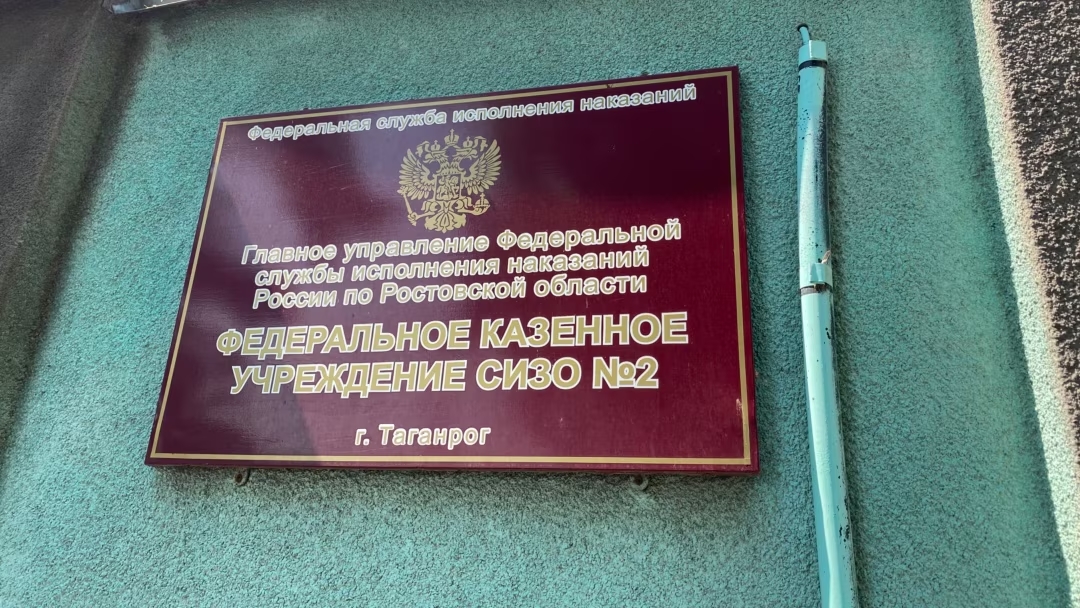 Федеральная служба исполнения наказаний
Главное управление Федеральной
службы исполнения наказаний
России по Ростовской области
ФЕДЕРАЛЬНОЕ КАЗЕННОЕ
УЧРЕЖДЕНИЕ СИЗО №2
г. Таганрог